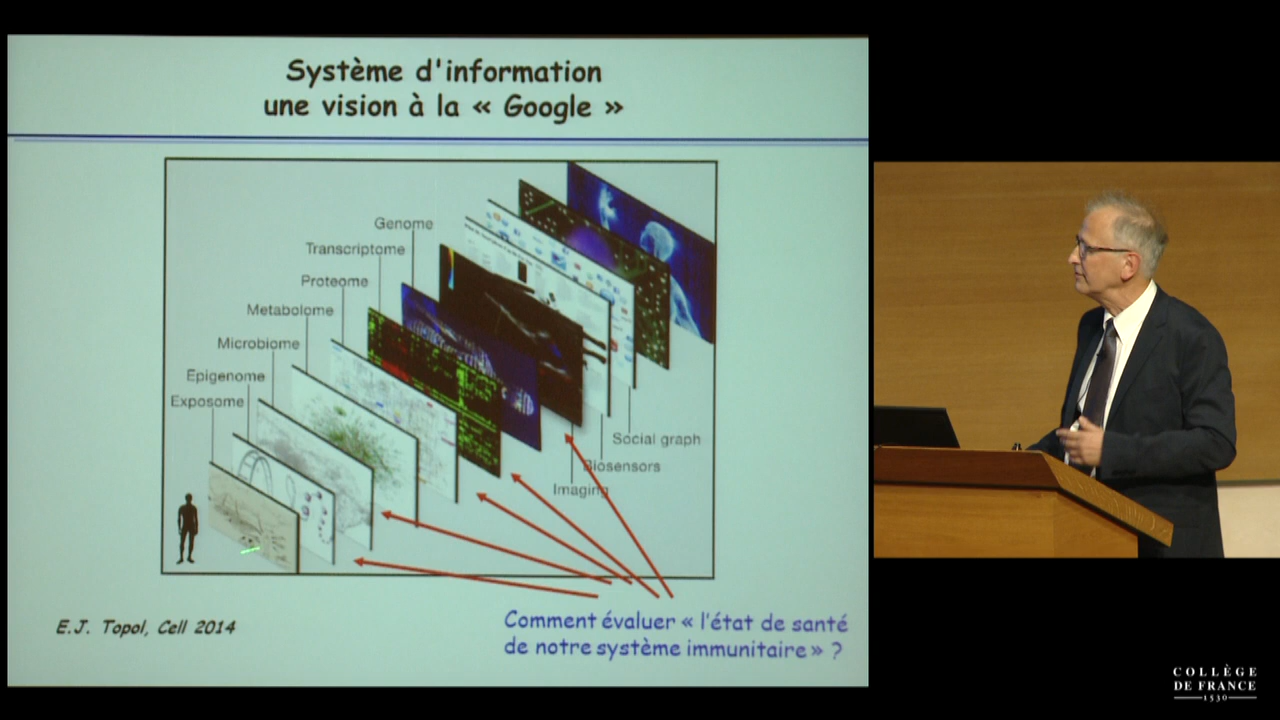 Système d'information
une vision à la « Google »
Genome
Transcriptome
Proteome
Metabolome
Microbiome
Epigenome
Exposome
Social graph
Biosensors
Imaging
E.J. Topol, Cell 2014
Comment évaluer « l'état de santé
de notre système immunitaire » ?
COLLÈGE
DE FRANCE
1530